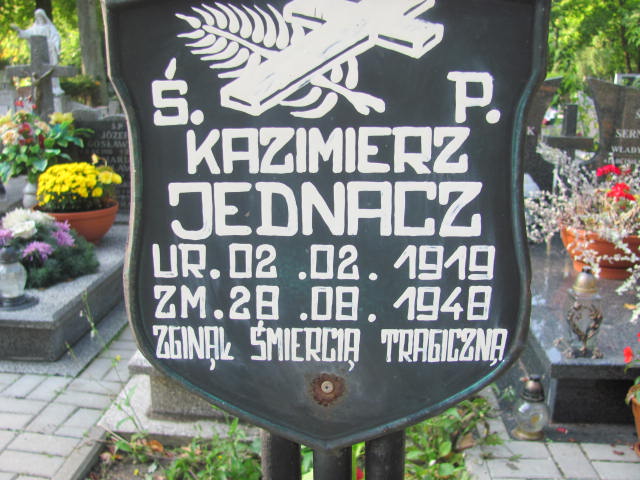 Ś. P.
KAZIMIERZ
JEDNACZ
UR. 02 .02. 1919
ZM. 28 .08. 1948
ZGINĄŁ ŚMIERCIĄ TRAGICZNĄ